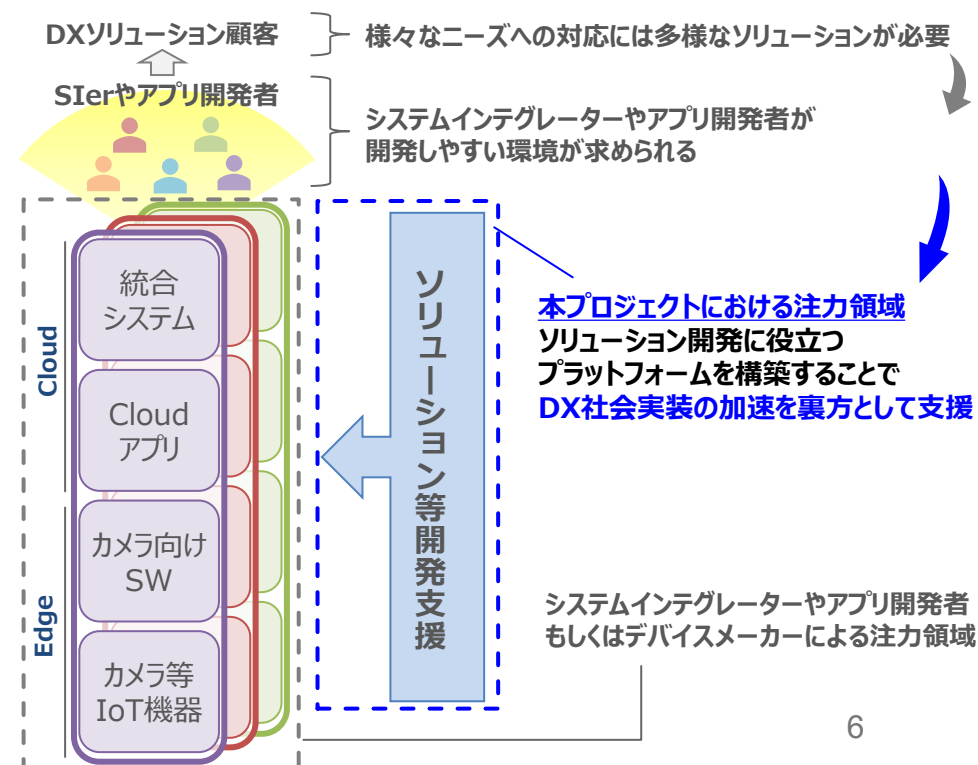 DXソリューション顧客
様々なニーズへの対応には多様なソリューションが必要
SIerやアプリ開発者
システムインテグレーターやアプリ開発者が
開発しやすい環境が求められる
Cloud
統合
システム
Cloud
アプリ
Edge
カメラ向け
SW
カメラ等
IoT機器
ソリューション等開発支援
本プロジェクトにおける注力領域
ソリューション開発に役立つ
プラットフォームを構築することで
DX社会実装の加速を裏方として支援
システムインテグレーターやアプリ開発者
もしくはデバイスメーカーによる注力領域
6